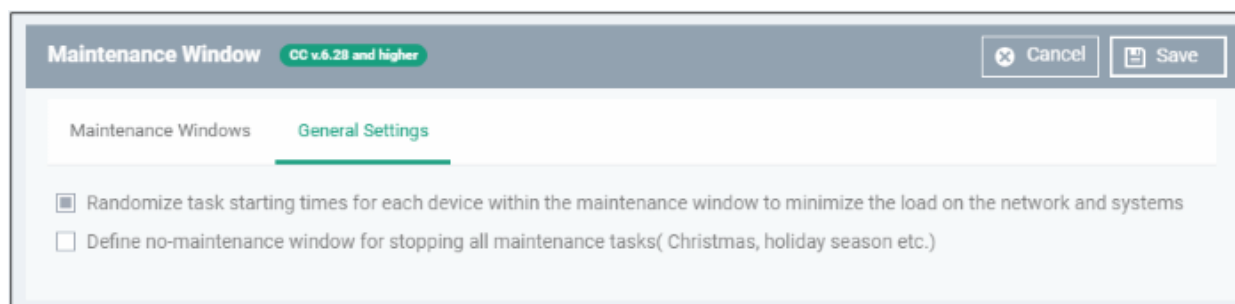 Maintenance Window CC v.6.28 and higher Cancel Save
Maintenance Windows General Settings
Randomize task starting times for each device within the maintenance window to minimize the load on the network and systems
Define no-maintenance window for stopping all maintenance tasks( Christmas, holiday season etc.)